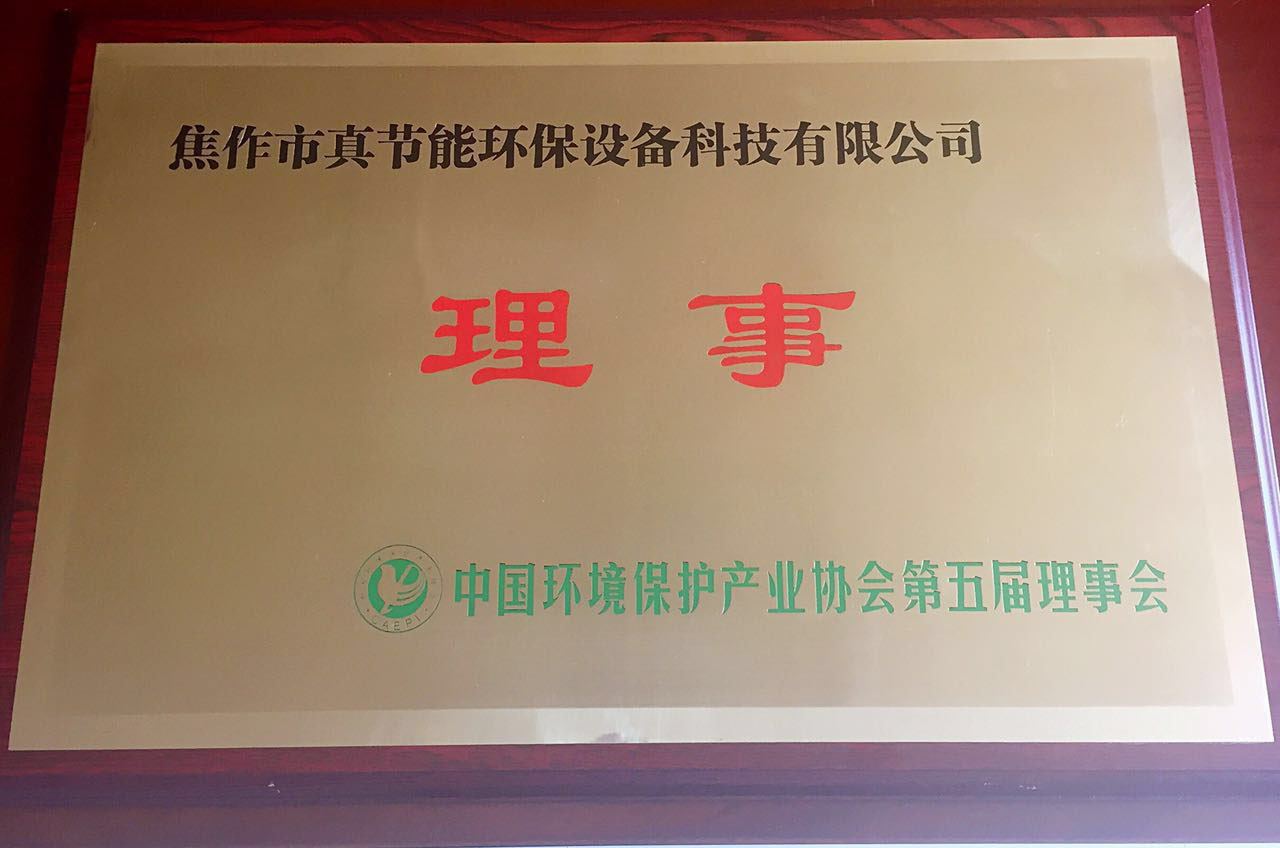 焦作市真节能环保设备科技有限公司
理事
CAEPI
中国环境保护产业协会第五届理事会